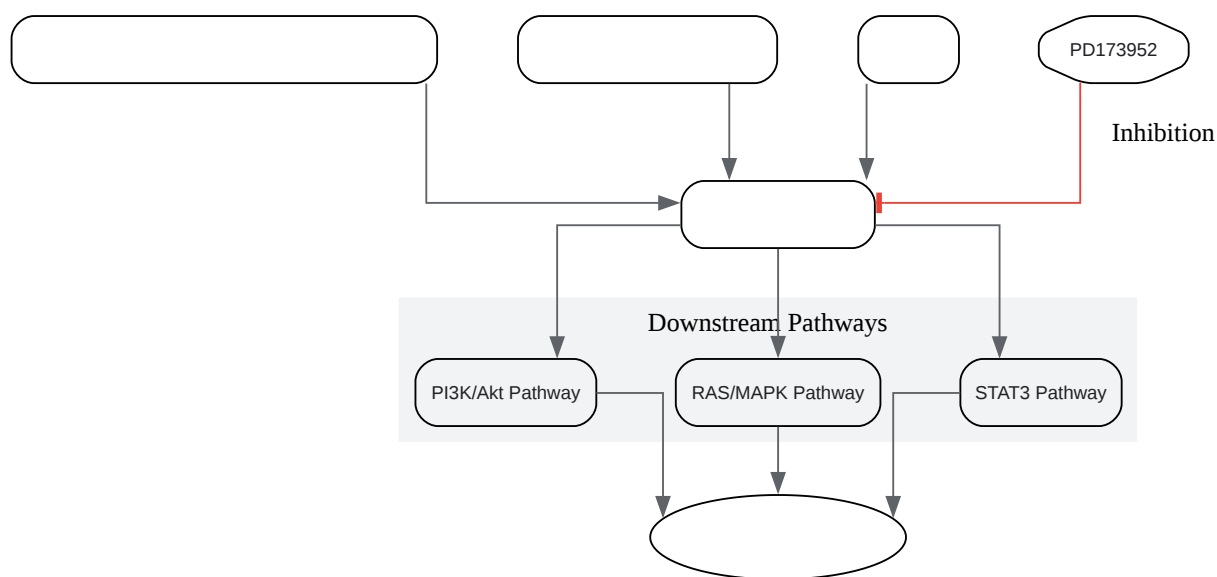 PD173952
Inhibition
Downstream Pathways
PI3K/Akt Pathway
RAS/MAPK Pathway
STAT3 Pathway